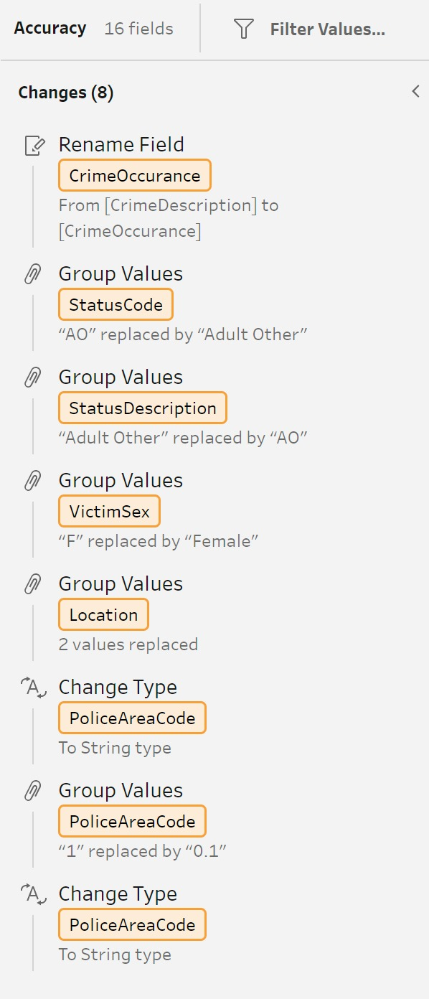 Accuracy 16 fields Filter Values...
Changes (8)
Rename Field
CrimeOccurance
From [CrimeDescription] to
[CrimeOccurance]
Group Values
StatusCode
“AO” replaced by “Adult Other”
Group Values
StatusDescription
“Adult Other” replaced by “AO”
Group Values
VictimSex
“F” replaced by “Female”
Group Values
Location
2 values replaced
Change Type
PoliceAreaCode
To String type
Group Values
PoliceAreaCode
“1” replaced by “0.1”
Change Type
PoliceAreaCode
To String type